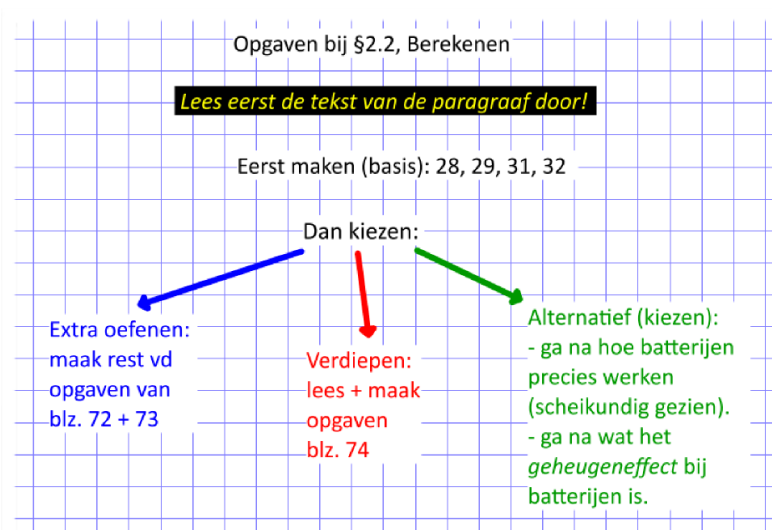 Opgaven bij §2.2, Berekenen
Lees eerst de tekst van de paragraaf door!
Eerst maken (basis): 28, 29, 31, 32
Dan kiezen:
Extra oefenen:
maak rest vd
opgaven van
blz. 72 + 73
Verdiepen:
lees + maak
opgaven
blz. 74
Alternatief (kiezen):
- ga na hoe batterijen
precies werken
(scheikundig gezien).
- ga na wat het
geheugeneffect bij
batterijen is.